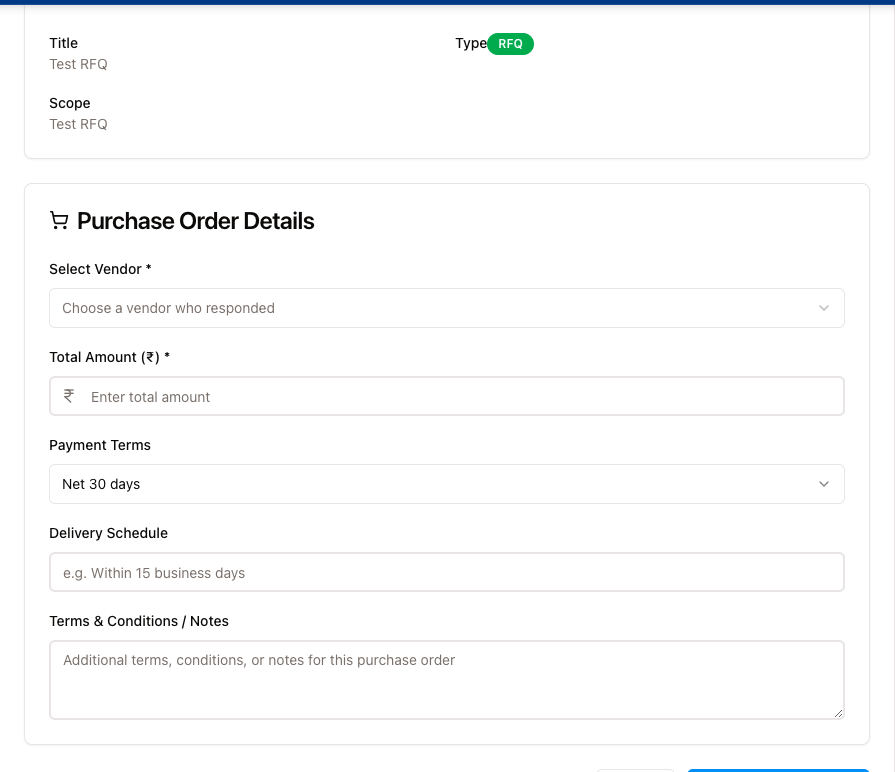 Title
Type RFQ
Test RFQ
Scope
Test RFQ
Purchase Order Details
Select Vendor *
Choose a vendor who responded
Total Amount (₹) *
₹ Enter total amount
Payment Terms
Net 30 days
Delivery Schedule
e.g. Within 15 business days
Terms & Conditions / Notes
Additional terms, conditions, or notes for this purchase order